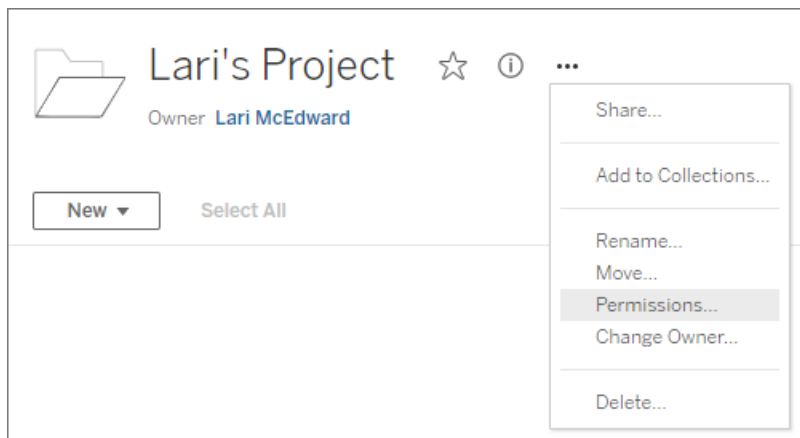 Lari's Project
Owner Lari McEdward
New
Select All
Share...
Add to Collections...
Rename...
Move...
Permissions...
Change Owner...
Delete...